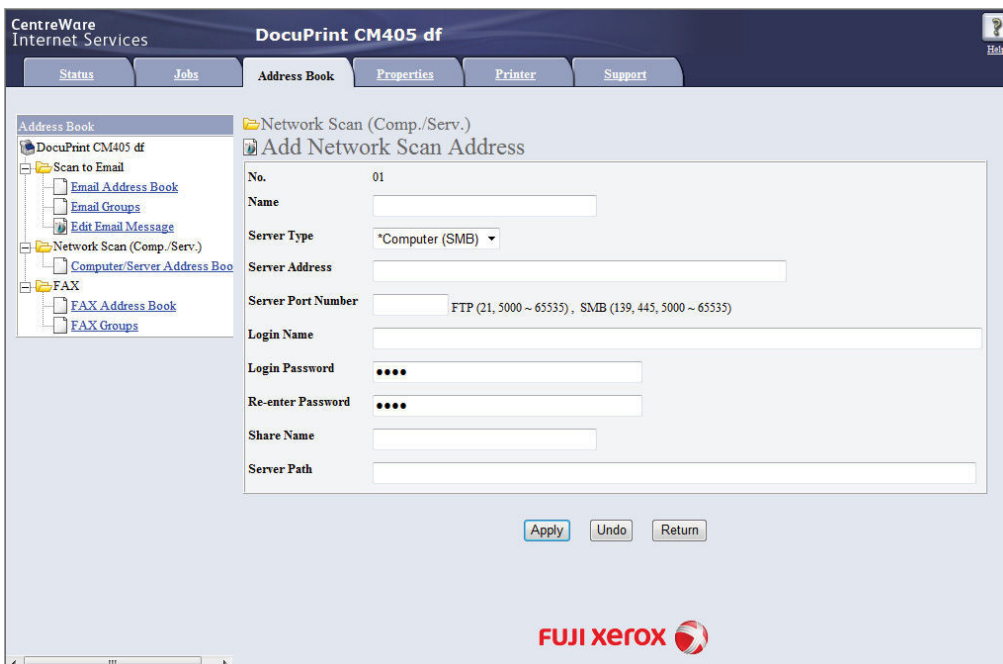 CentreWare
Internet Services
DocuPrint CM405 df
Help
Status
Jobs
Address Book
Properties
Printer
Support
Address Book
DocuPrint CM405 df
Scan to Email
Email Address Book
Email Groups
Edit Email Message
Network Scan (Comp./Serv.)
Computer/Server Address Boo
FAX
FAX Address Book
FAX Groups
Network Scan (Comp./Serv.)
Add Network Scan Address
No. 01
Name
Server Type *Computer (SMB)
Server Address
Server Port Number FTP (21, 5000 ~ 65535) , SMB (139, 445, 5000 ~ 65535)
Login Name
Login Password ••••
Re-enter Password ••••
Share Name
Server Path
Apply Undo Return
FUJI xerox